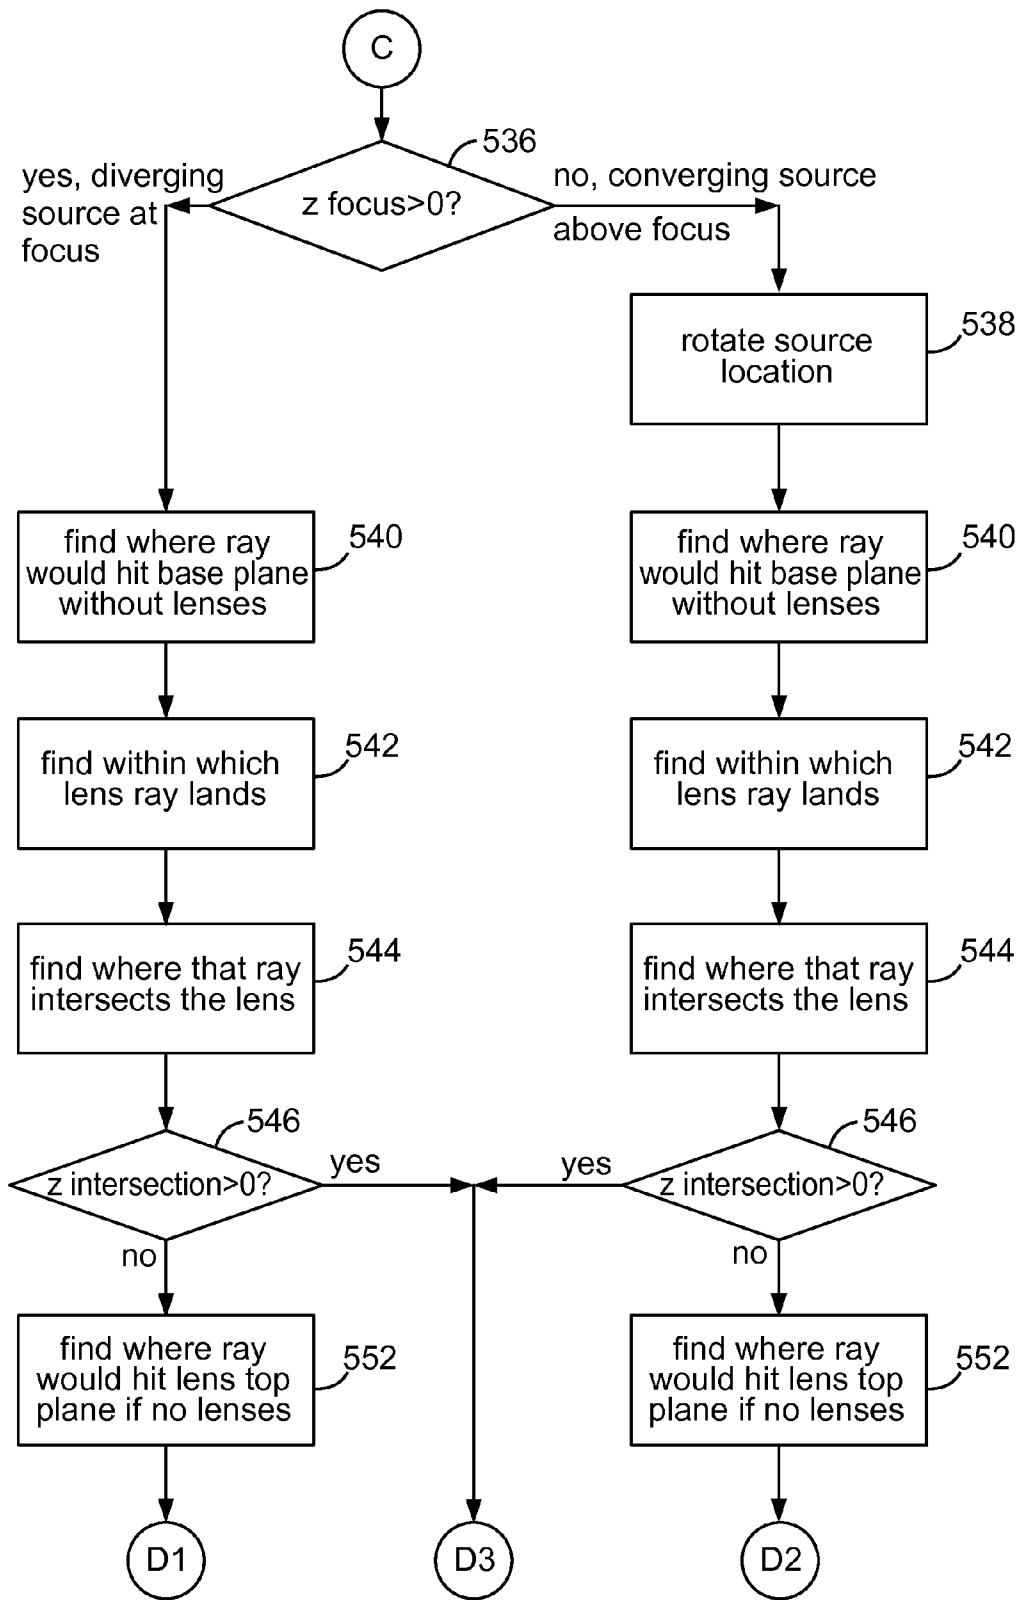 C
536
z focus>0?
yes, diverging
source at
focus
no, converging source
above focus
rotate source
location
538
find where ray
would hit base plane
without lenses
540
find where ray
would hit base plane
without lenses
540
find within which
lens ray lands
542
find within which
lens ray lands
542
find where that ray
intersects the lens
544
find where that ray
intersects the lens
544
546
z intersection>0?
yes
no
546
z intersection>0?
yes
no
find where ray
would hit lens top
plane if no lenses
552
find where ray
would hit lens top
plane if no lenses
552
D1
D3
D2